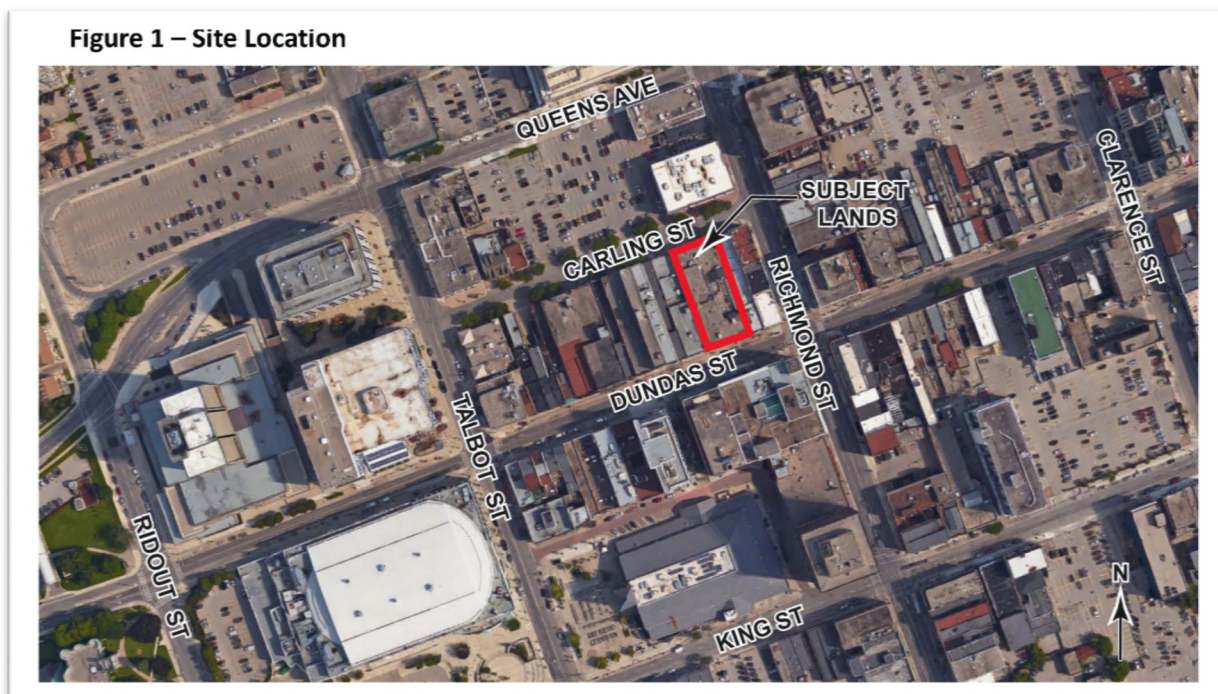 Figure 1 – Site Location
QUEENS AVE
CLARENCE ST
SUBJECT
LANDS
CARLING ST
RICHMOND ST
DUNDAS ST
TALBOT ST
RIDOUT ST
N
KING ST